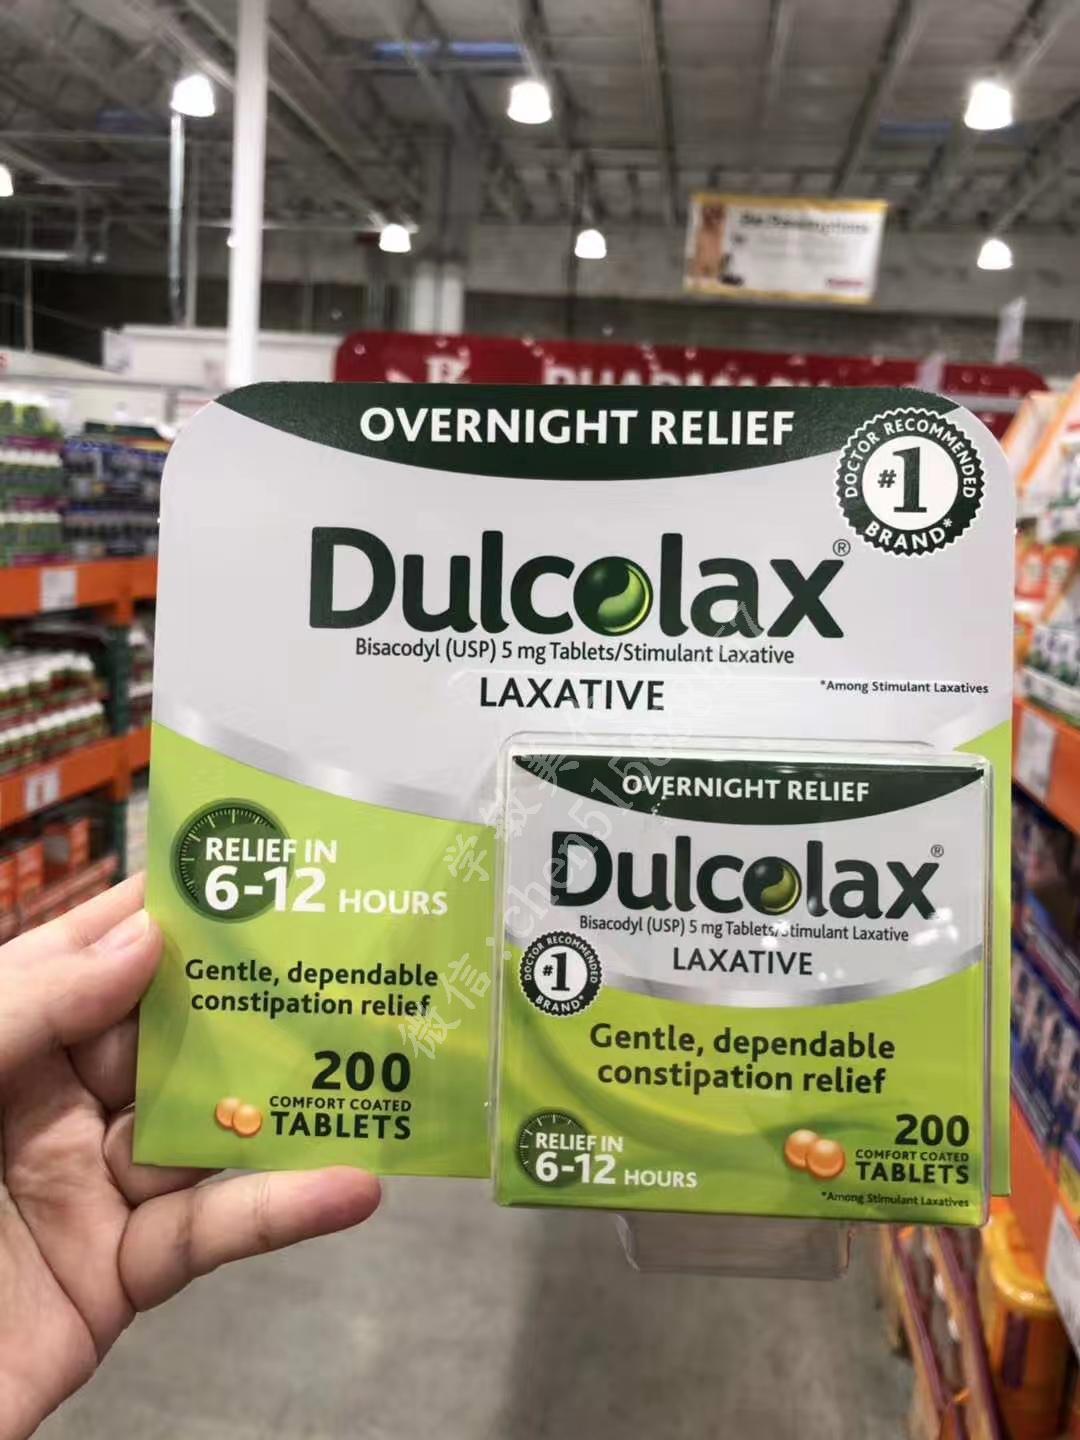 PHARMACY
OVERNIGHT RELIEF
DOCTOR RECOMMENDED
#1
BRAND*
Dulcolax®
Bisacodyl (USP) 5 mg Tablets/Stimulant Laxative
LAXATIVE
*Among Stimulant Laxatives
RELIEF IN
6-12 HOURS
Gentle, dependable
constipation relief
200
COMFORT COATED
TABLETS
OVERNIGHT RELIEF
Dulcolax®
Bisacodyl (USP) 5 mg Tablets/Stimulant Laxative
LAXATIVE
DOCTOR RECOMMENDED
#1
BRAND*
Gentle, dependable
constipation relief
RELIEF IN
6-12 HOURS
200
COMFORT COATED
TABLETS
*Among Stimulant Laxatives